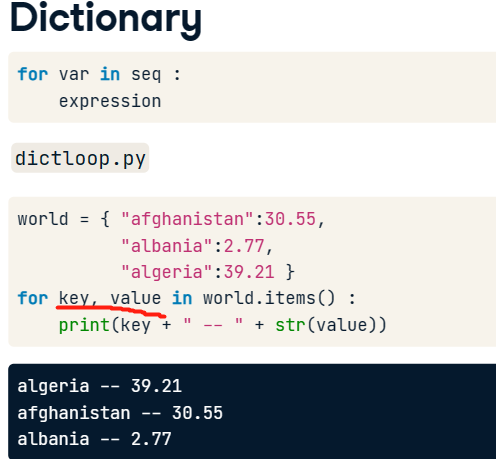 Dictionary
for var in seq :
    expression
dictloop.py
world = { "afghanistan":30.55,
          "albania":2.77,
          "algeria":39.21 }
for key, value in world.items() :
    print(key + " -- " + str(value))
algeria -- 39.21
afghanistan -- 30.55
albania -- 2.77